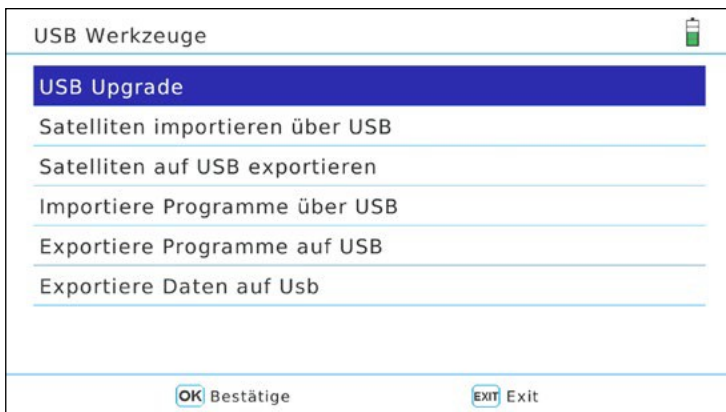 USB Werkzeuge
USB Upgrade
Satelliten importieren über USB
Satelliten auf USB exportieren
Importiere Programme über USB
Exportiere Programme auf USB
Exportiere Daten auf Usb
OK Bestätige EXIT Exit